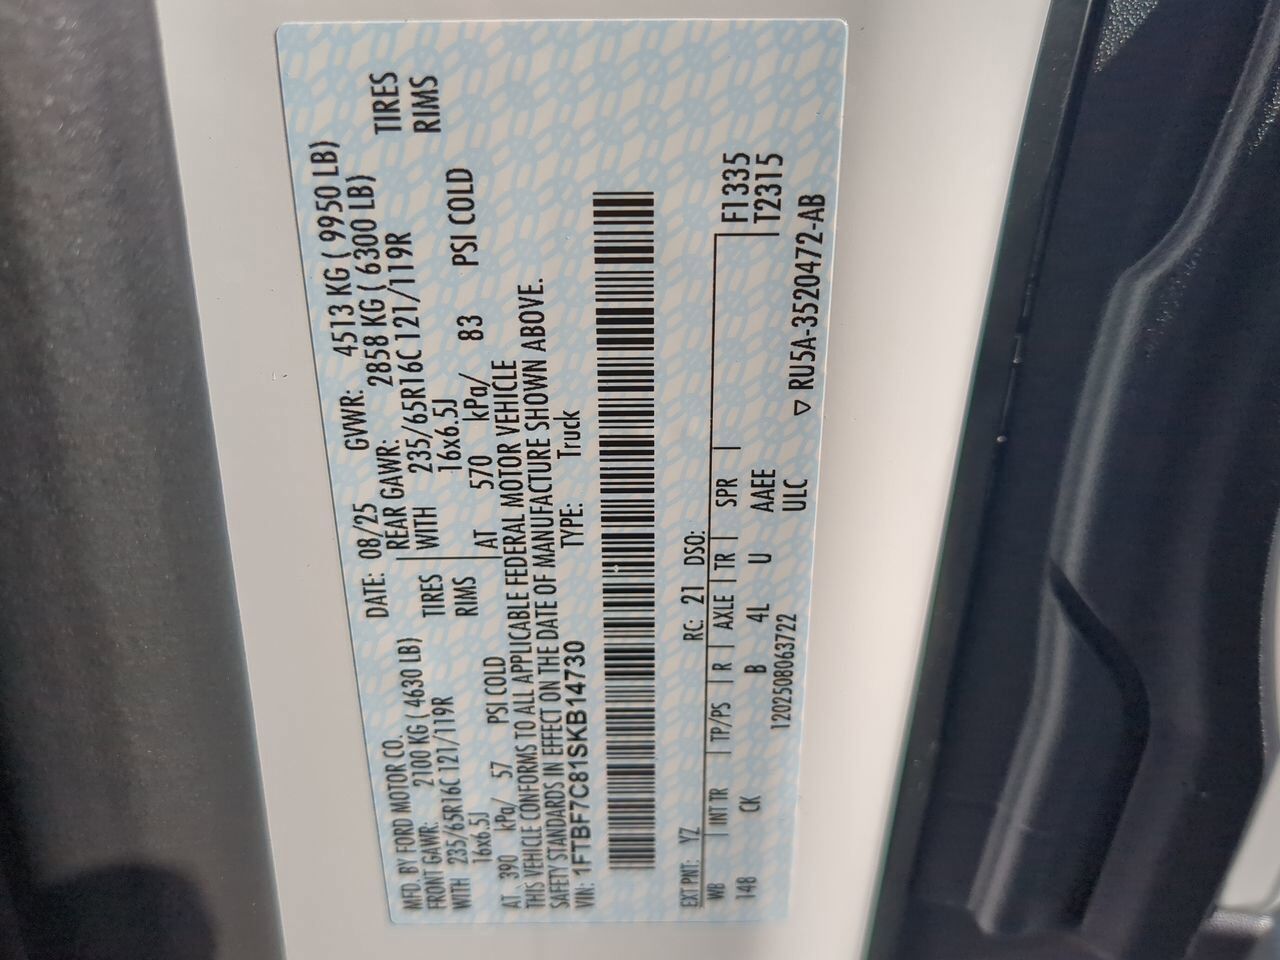 MFD. BY FORD MOTOR CO.
DATE: 08/25 GVWR: 4513 KG ( 9950 LB)
FRONT GAWR: 2100 KG ( 4630 LB) REAR GAWR: 2858 KG ( 6300 LB)
WITH 235/65R16C 121/119R TIRES WITH 235/65R16C 121/119R TIRES
16x6.5J RIMS 16x6.5J RIMS
AT 390 kPa/ 57 PSI COLD AT 570 kPa/ 83 PSI COLD
THIS VEHICLE CONFORMS TO ALL APPLICABLE FEDERAL MOTOR VEHICLE
SAFETY STANDARDS IN EFFECT ON THE DATE OF MANUFACTURE SHOWN ABOVE.
VIN: 1FTBF7C81SKB14730 TYPE: Truck
EXT PNT: YZ RC: 21 DSO:
WB INT TR TP/PS R AXLE TR SPR F1335
148 CK B 4L U AAEE T2315
120250806 3722 ULC ▽ RU5A-3520472-AB